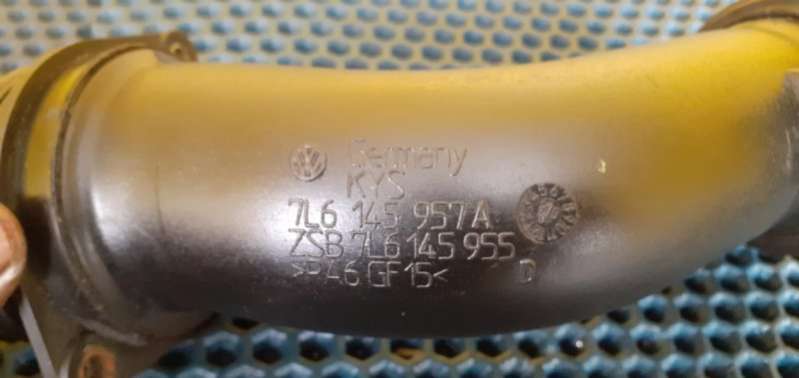 Germany
KYS
7L6 145 957A
ZSB 7L6 145 955
>PA6 GF15< D